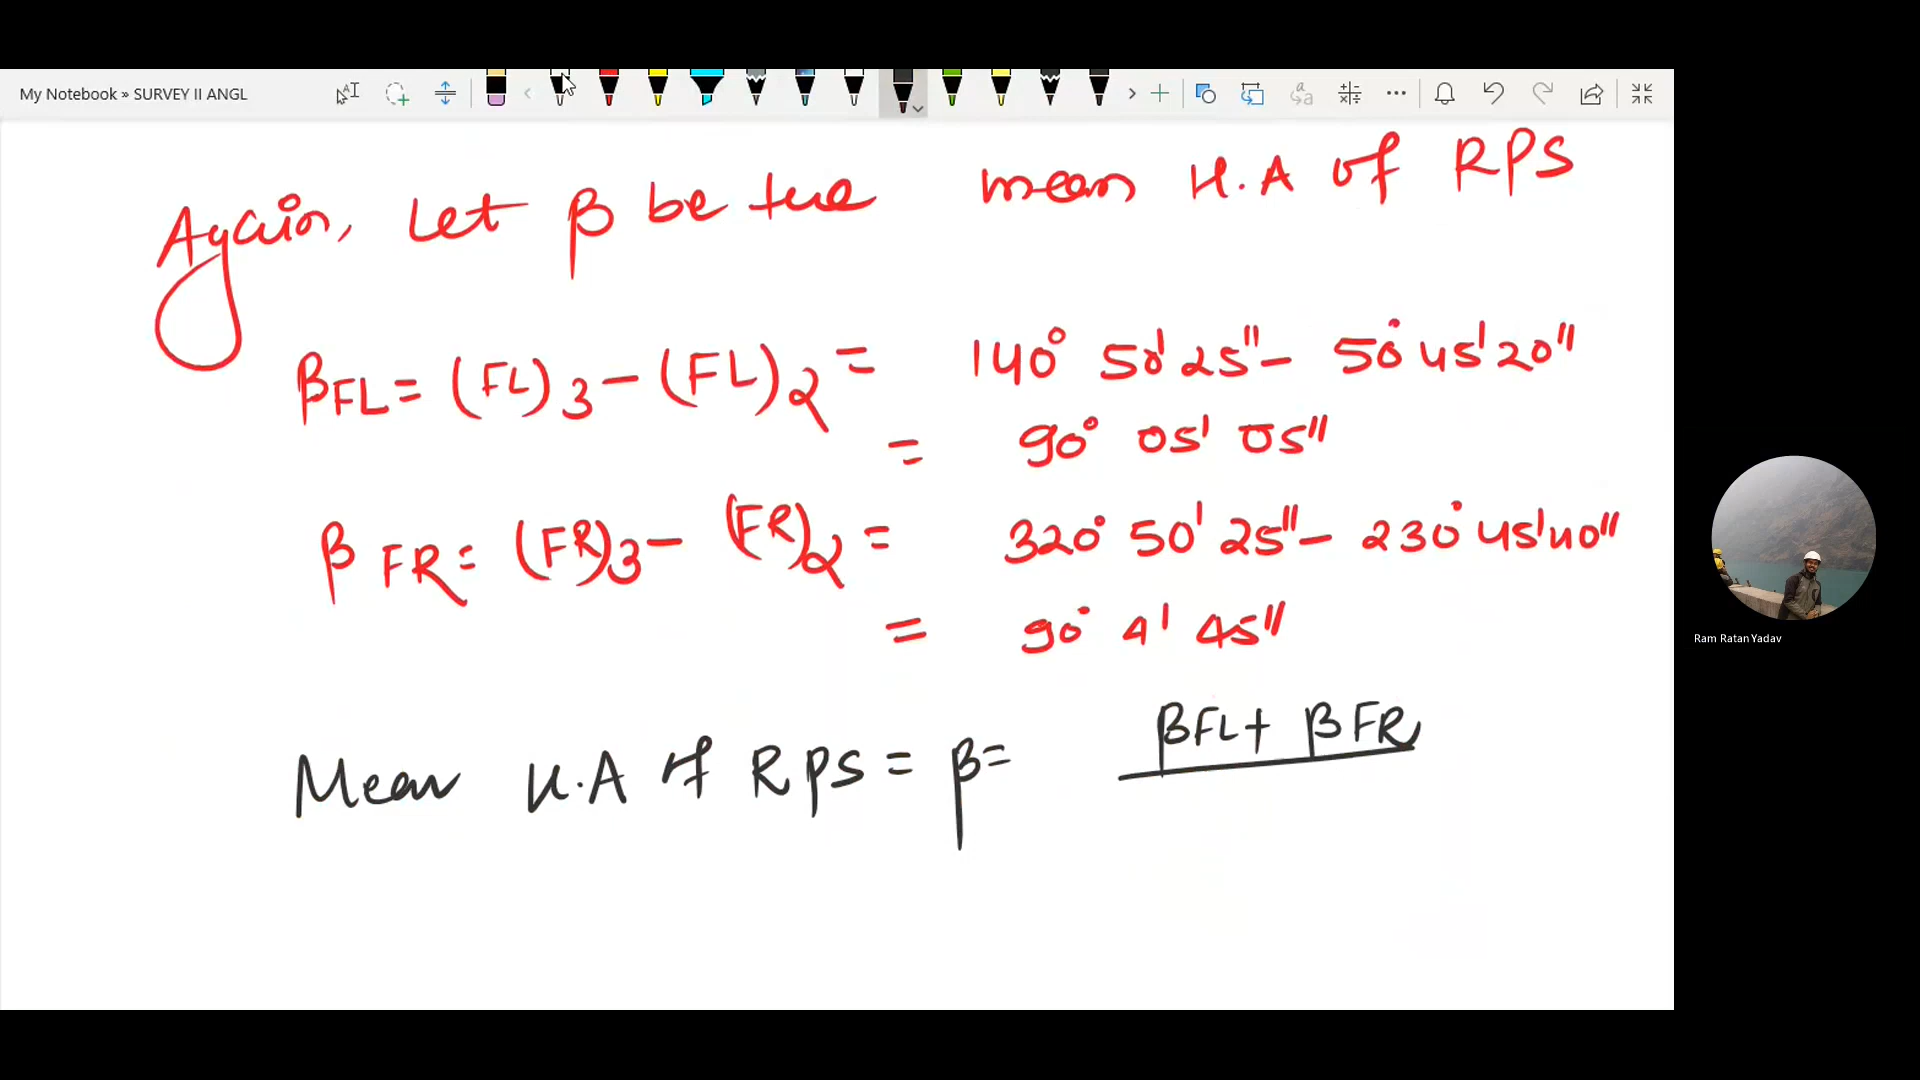 My Notebook » SURVEY II ANGL
Again, Let β be the mean H.A of RPS
βFL = (FL)3 - (FL)2 = 140° 50' 25" - 50° 45' 20"
= 90° 05' 05"
β FR = (FR)3 - (FR)2 = 320° 50' 25" - 230° 45' 40"
= 90° 4' 45"
βFL + β FR
Mean H.A of RPS = β =
Ram Ratan Yadav